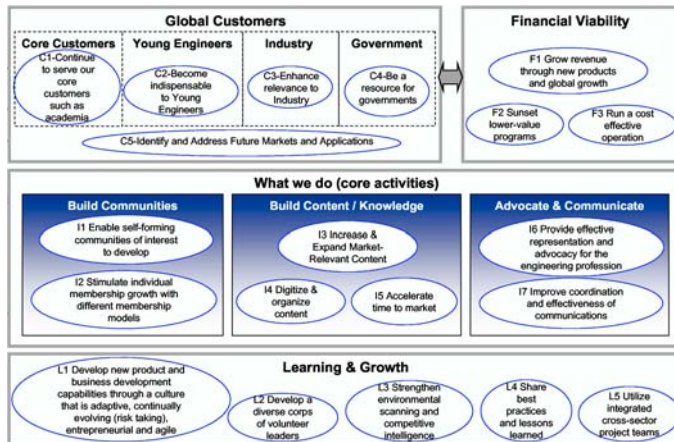 Global Customers
Core Customers
C1-Continue
to serve our
core
customers
such as
academia
Young Engineers
C2-Become
indispensable
to Young
Engineers
Industry
C3-Enhance
relevance to
Industry
Government
C4-Be a
resource for
governments
C5-Identify and Address Future Markets and Applications
Financial Viability
F1 Grow revenue
through new products
and global growth
F2 Sunset
lower-value
programs
F3 Run a cost
effective
operation
What we do (core activities)
Build Communities
I1 Enable self-forming
communities of interest
to develop
I2 Stimulate individual
membership growth with
different membership
models
Build Content / Knowledge
I3 Increase &
Expand Market-
Relevant Content
I4 Digitize &
organize
content
I5 Accelerate
time to market
Advocate & Communicate
I6 Provide effective
representation and
advocacy for the
engineering profession
I7 Improve coordination
and effectiveness of
communications
Learning & Growth
L1 Develop new product and
business development
capabilities through a culture
that is adaptive, continually
evolving (risk taking),
entrepreneurial and agile
L2 Develop a
diverse corps
of volunteer
leaders
L3 Strengthen
environmental
scanning and
competitive
intelligence
L4 Share
best
practices
and lessons
learned
L5 Utilize
integrated
cross-sector
project teams